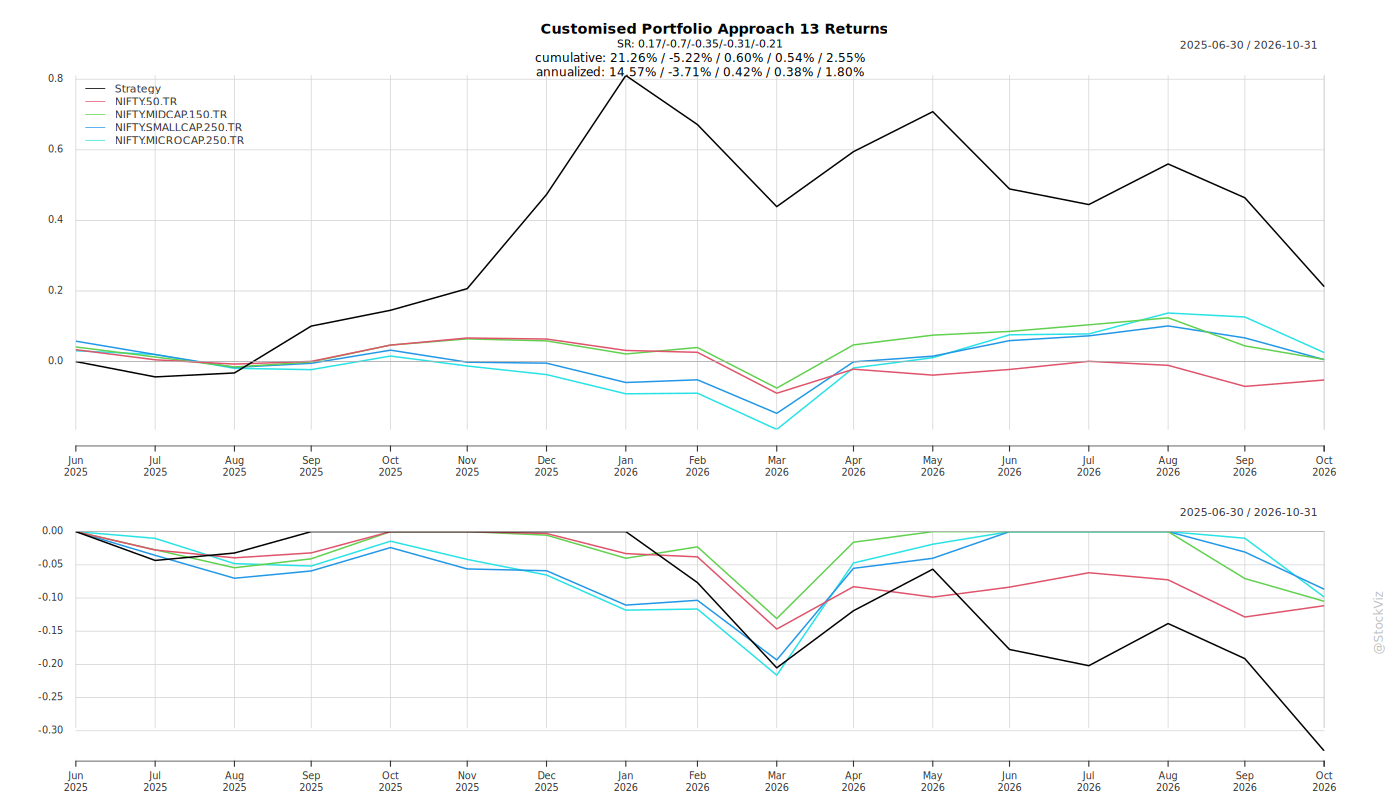 Customised Portfolio Approach 13 Returns
SR: 0.17/-0.7/-0.35/-0.31/-0.21
2025-06-30 / 2026-10-31
cumulative: 21.26% / -5.22% / 0.60% / 0.54% / 2.55%
annualized: 14.57% / -3.71% / 0.42% / 0.38% / 1.80%
Strategy
NIFTY.50.TR
NIFTY.MIDCAP.150.TR
NIFTY.SMALLCAP.250.TR
NIFTY.MICROCAP.250.TR
0.8
0.6
0.4
0.2
0.0
Jun Jul Aug Sep Oct Nov Dec Jan Feb Mar Apr May Jun Jul Aug Sep Oct
2025 2025 2025 2025 2025 2025 2025 2026 2026 2026 2026 2026 2026 2026 2026 2026 2026
2025-06-30 / 2026-10-31
0.00
-0.05
-0.10
-0.15
-0.20
-0.25
-0.30
Jun Jul Aug Sep Oct Nov Dec Jan Feb Mar Apr May Jun Jul Aug Sep Oct
2025 2025 2025 2025 2025 2025 2025 2026 2026 2026 2026 2026 2026 2026 2026 2026 2026
@StockViz